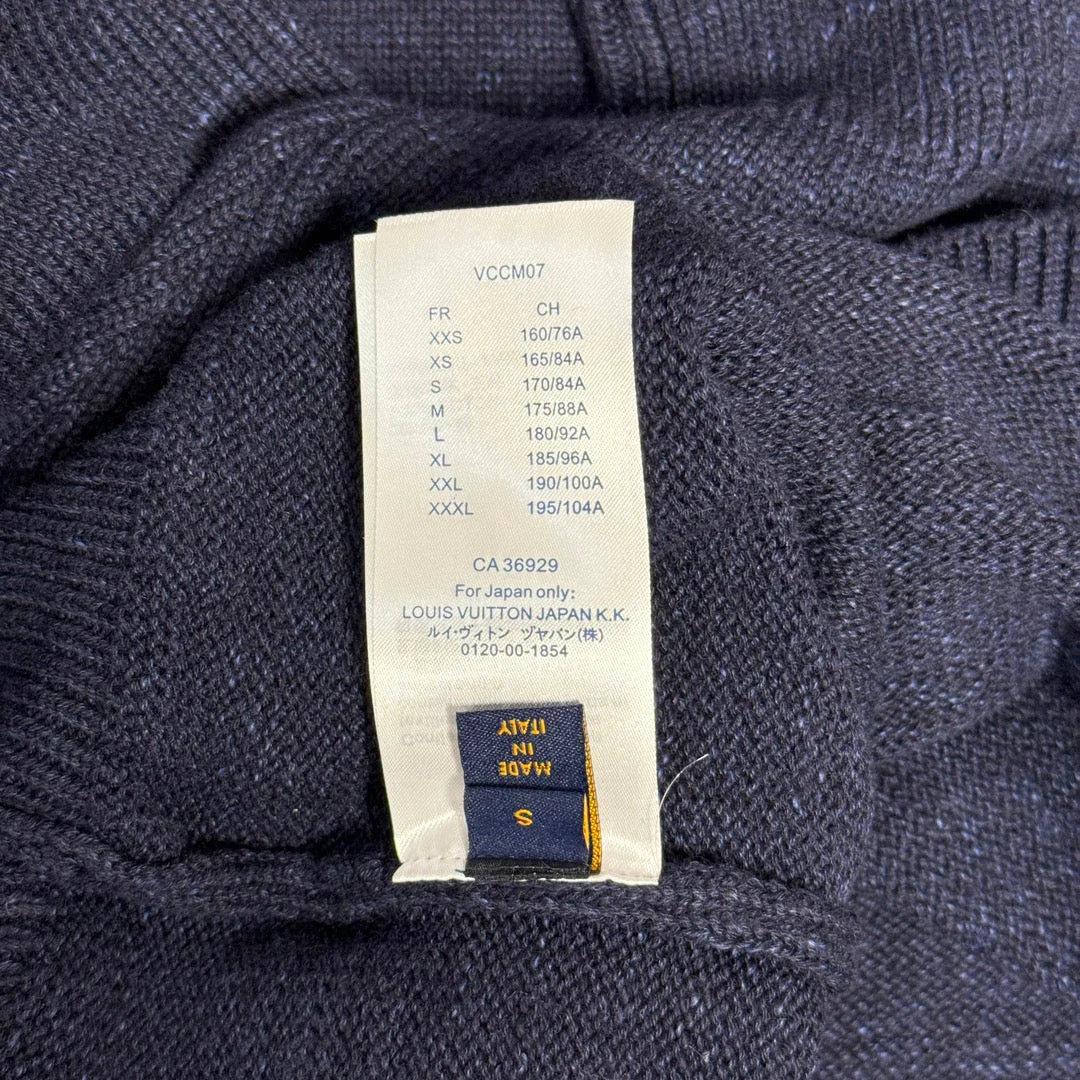 VCCM07
FR CH
XXS 160/76A
XS 165/84A
S 170/84A
M 175/88A
L 180/92A
XL 185/96A
XXL 190/100A
XXXL 195/104A
CA 36929
For Japan only:
LOUIS VUITTON JAPAN K.K.
ルイ・ヴィトン ヅヤパン(株)
0120-00-1854
MADE
IN
ITALY
S